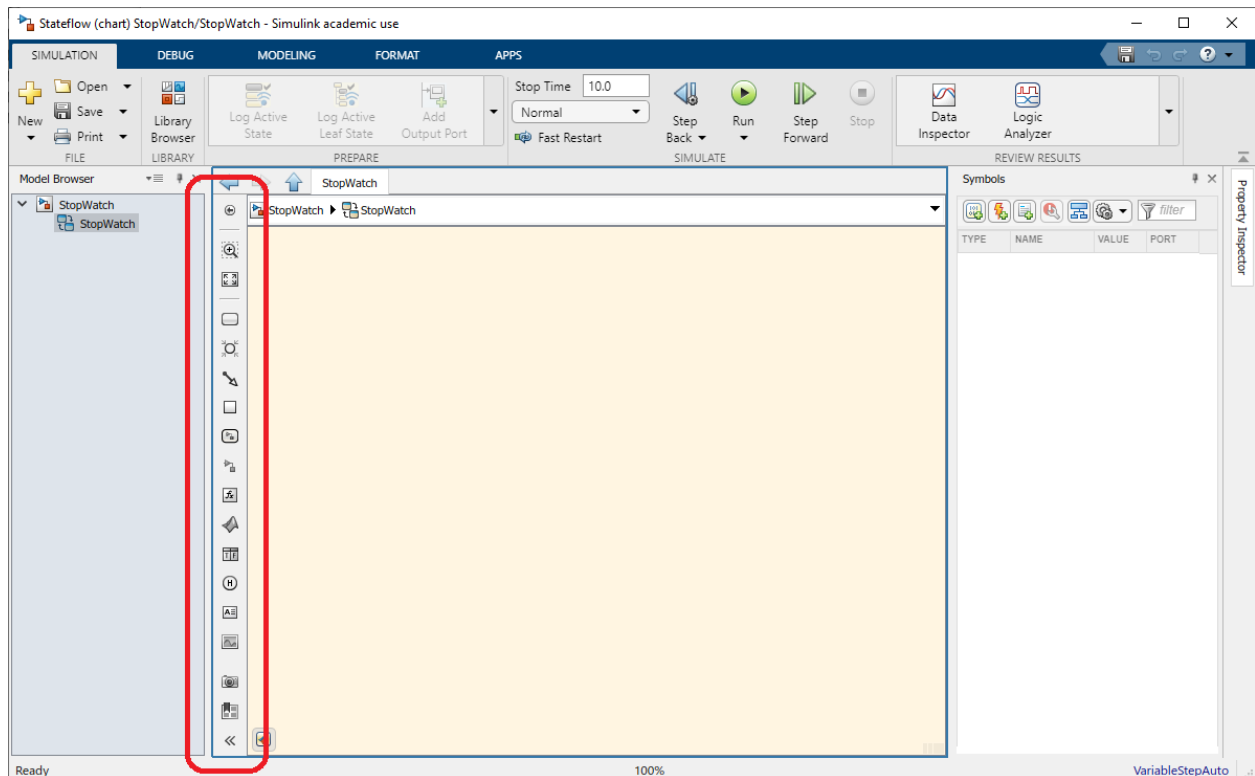 Stateflow (chart) StopWatch/StopWatch - Simulink academic use
SIMULATION DEBUG MODELING FORMAT APPS
New
Open
Save
Print
FILE
Library
Browser
LIBRARY
Log Active
State
Log Active
Leaf State
Add
Output Port
PREPARE
Stop Time 10.0
Normal
Fast Restart
Step
Back
Run
Step
Forward
Stop
SIMULATE
Data
Inspector
Logic
Analyzer
REVIEW RESULTS
Model Browser
StopWatch
StopWatch
StopWatch
StopWatch StopWatch
Symbols
filter
TYPE NAME VALUE PORT
Property Inspector
Ready
100%
VariableStepAuto